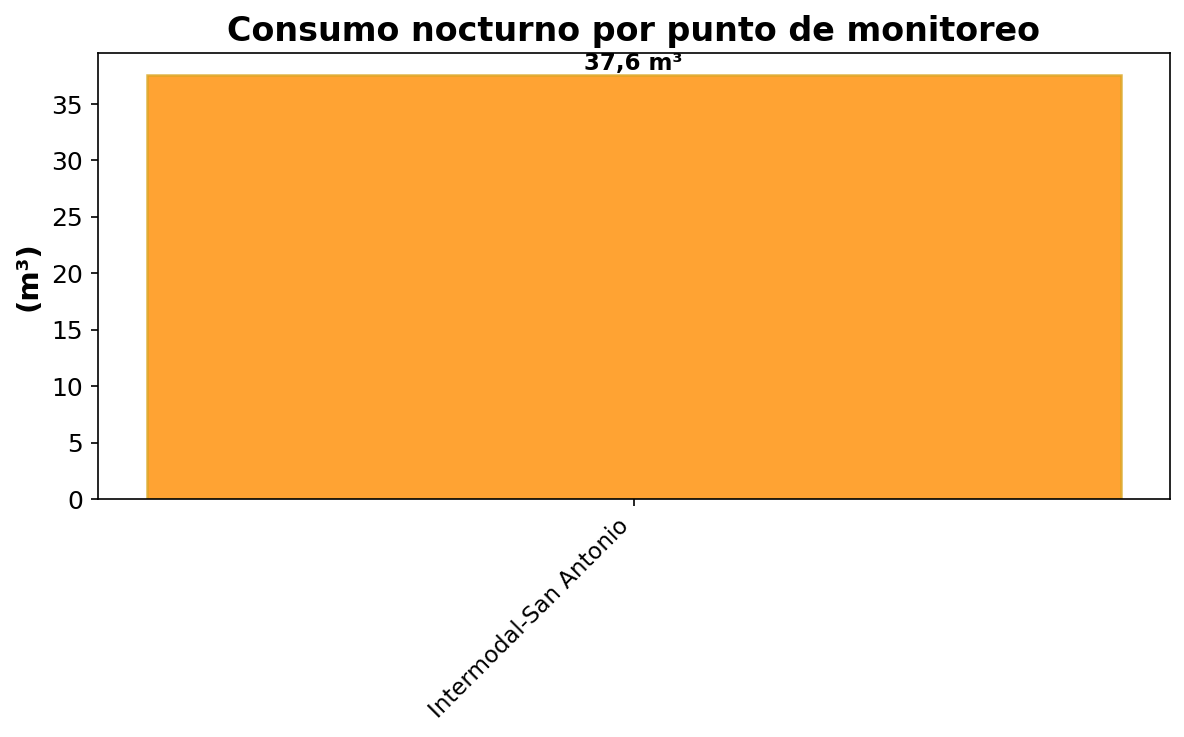 Consumo nocturno por punto de monitoreo
37,6 m³
(m³)
35
30
25
20
15
10
5
0
Intermodal-San Antonio